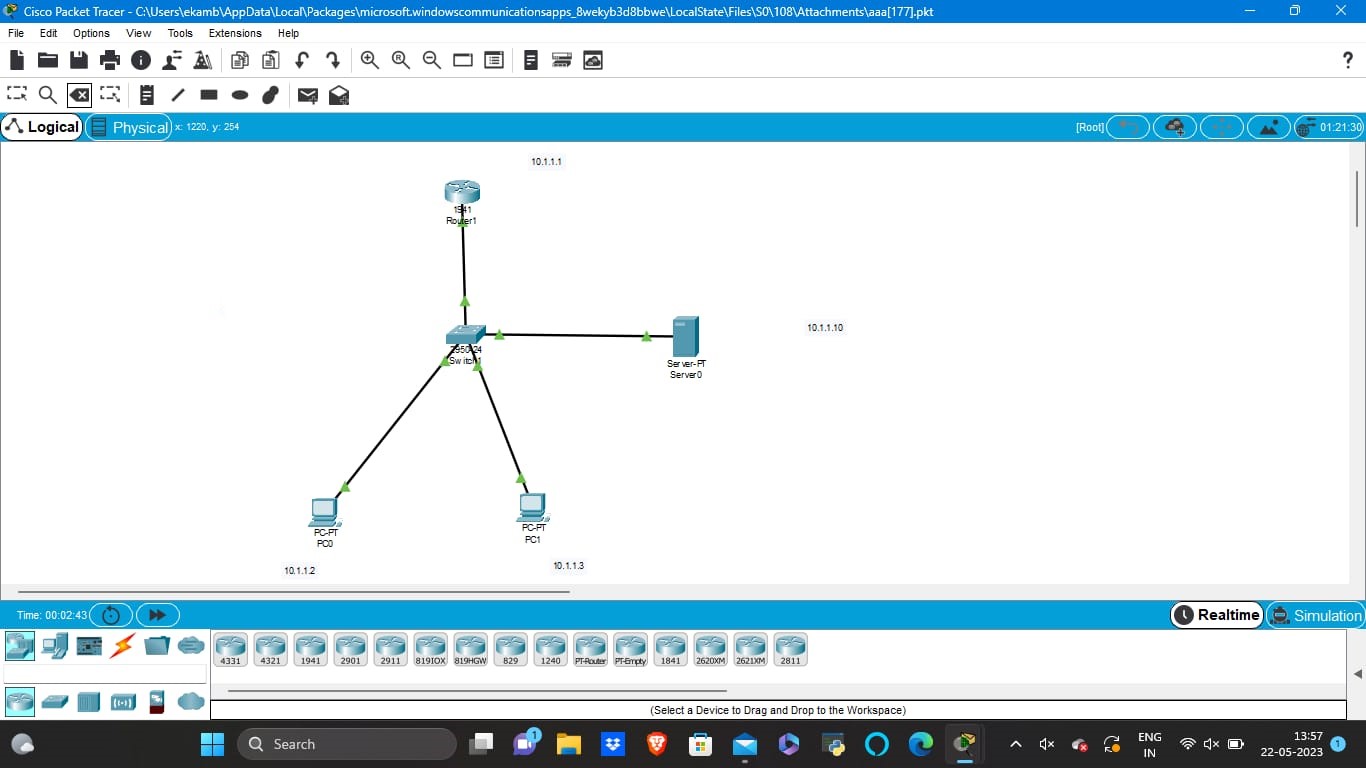 Cisco Packet Tracer - C:\Users\ekamb\AppData\Local\Packages\microsoft.windowscommunicationsapps_8wekyb3d8bbwe\LocalState\Files\S0\108\Attachments\aaa[177].pkt
File Edit Options View Tools Extensions Help
?
Logical Physical x: 1220, y: 254 [Root] 01:21:30
10.1.1.1
1941
Router1
2950-24
Switch1
10.1.1.10
Server-PT
Server0
PC-PT
PC0
PC-PT
PC1
10.1.1.2
10.1.1.3
Time: 00:02:43 Realtime Simulation
4331 4321 1941 2901 2911 819IOX 819HGW 829 1240 PT-Router PT-Empty 1841 2620XM 2621XM 2811
(Select a Device to Drag and Drop to the Workspace)
Search 1 ENG 13:57
IN 22-05-2023 1